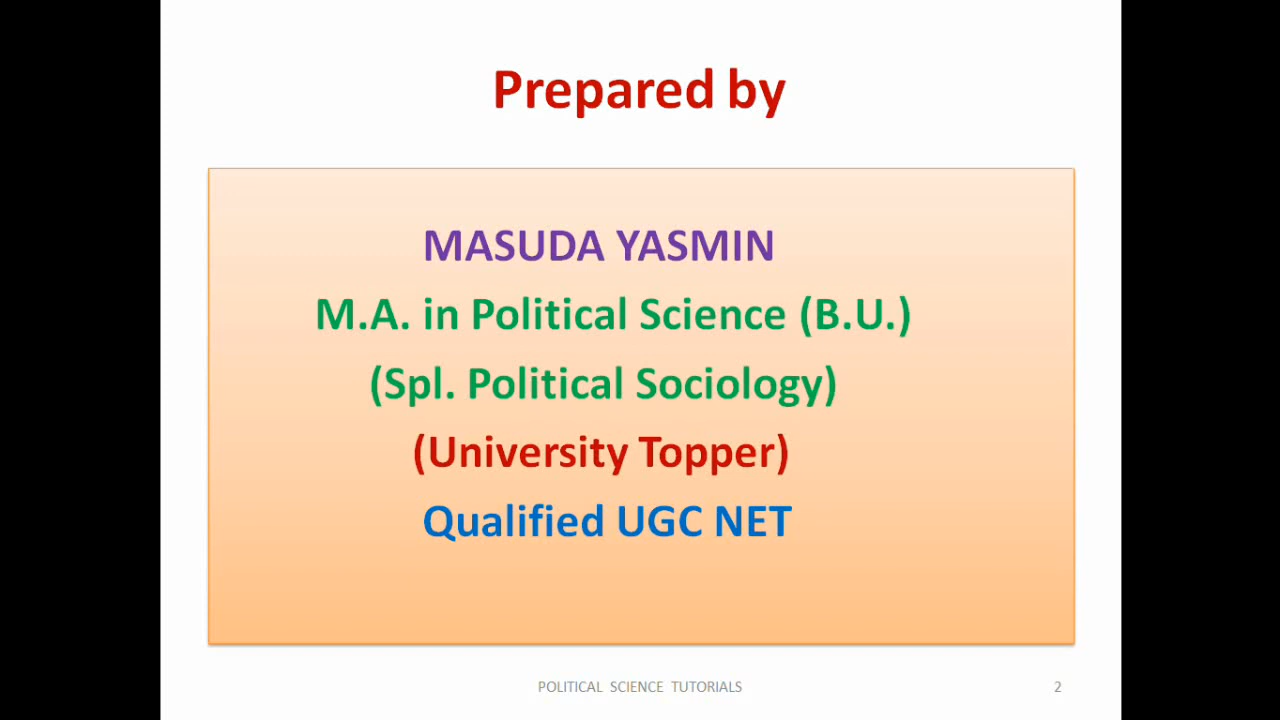 Prepared by
MASUDA YASMIN
M.A. in Political Science (B.U.)
(Spl. Political Sociology)
(University Topper)
Qualified UGC NET
POLITICAL SCIENCE TUTORIALS
2